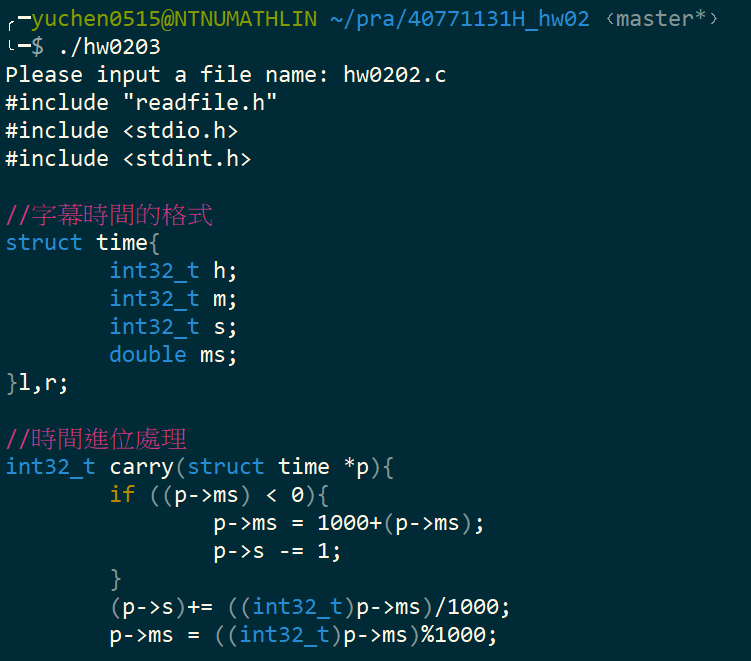 ╭─yuchen0515@NTNUMATHLIN ~/pra/40771131H_hw02 ‹master*›
╰─$ ./hw0203
Please input a file name: hw0202.c
#include "readfile.h"
#include <stdio.h>
#include <stdint.h>

//字幕時間的格式
struct time{
        int32_t h;
        int32_t m;
        int32_t s;
        double ms;
}l,r;

//時間進位處理
int32_t carry(struct time *p){
        if ((p->ms) < 0){
                p->ms = 1000+(p->ms);
                p->s -= 1;
        }
        (p->s)+= ((int32_t)p->ms)/1000;
        p->ms = ((int32_t)p->ms)%1000;